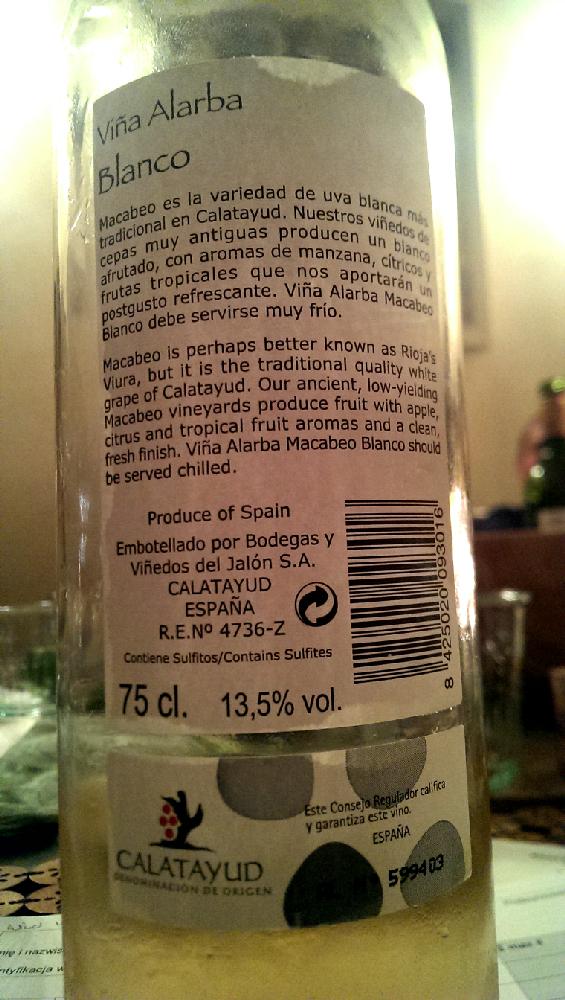 Viña Alarba
Blanco
Macabeo es la variedad de uva blanca más
tradicional en Calatayud. Nuestros viñedos de
cepas muy antiguas producen un blanco
afrutado, con aromas de manzana, cítricos y
frutas tropicales que nos aportarán un
postgusto refrescante. Viña Alarba Macabeo
Blanco debe servirse muy frío.
Macabeo is perhaps better known as Rioja's
Viura, but it is the traditional quality white
grape of Calatayud. Our ancient, low-yielding
Macabeo vineyards produce fruit with apple,
citrus and tropical fruit aromas and a clean,
fresh finish. Viña Alarba Macabeo Blanco should
be served chilled.
Produce of Spain
Embotellado por Bodegas y
Viñedos del Jalón S.A.
CALATAYUD
ESPAÑA
R.E.Nº 4736-Z
Contiene Sulfitos/Contains Sulfites
75 cl. 13,5% vol.
8 425020 093016
CALATAYUD
DENOMINACIÓN DE ORIGEN
Este Consejo Regulador califica
y garantiza este vino.
ESPAÑA
599403